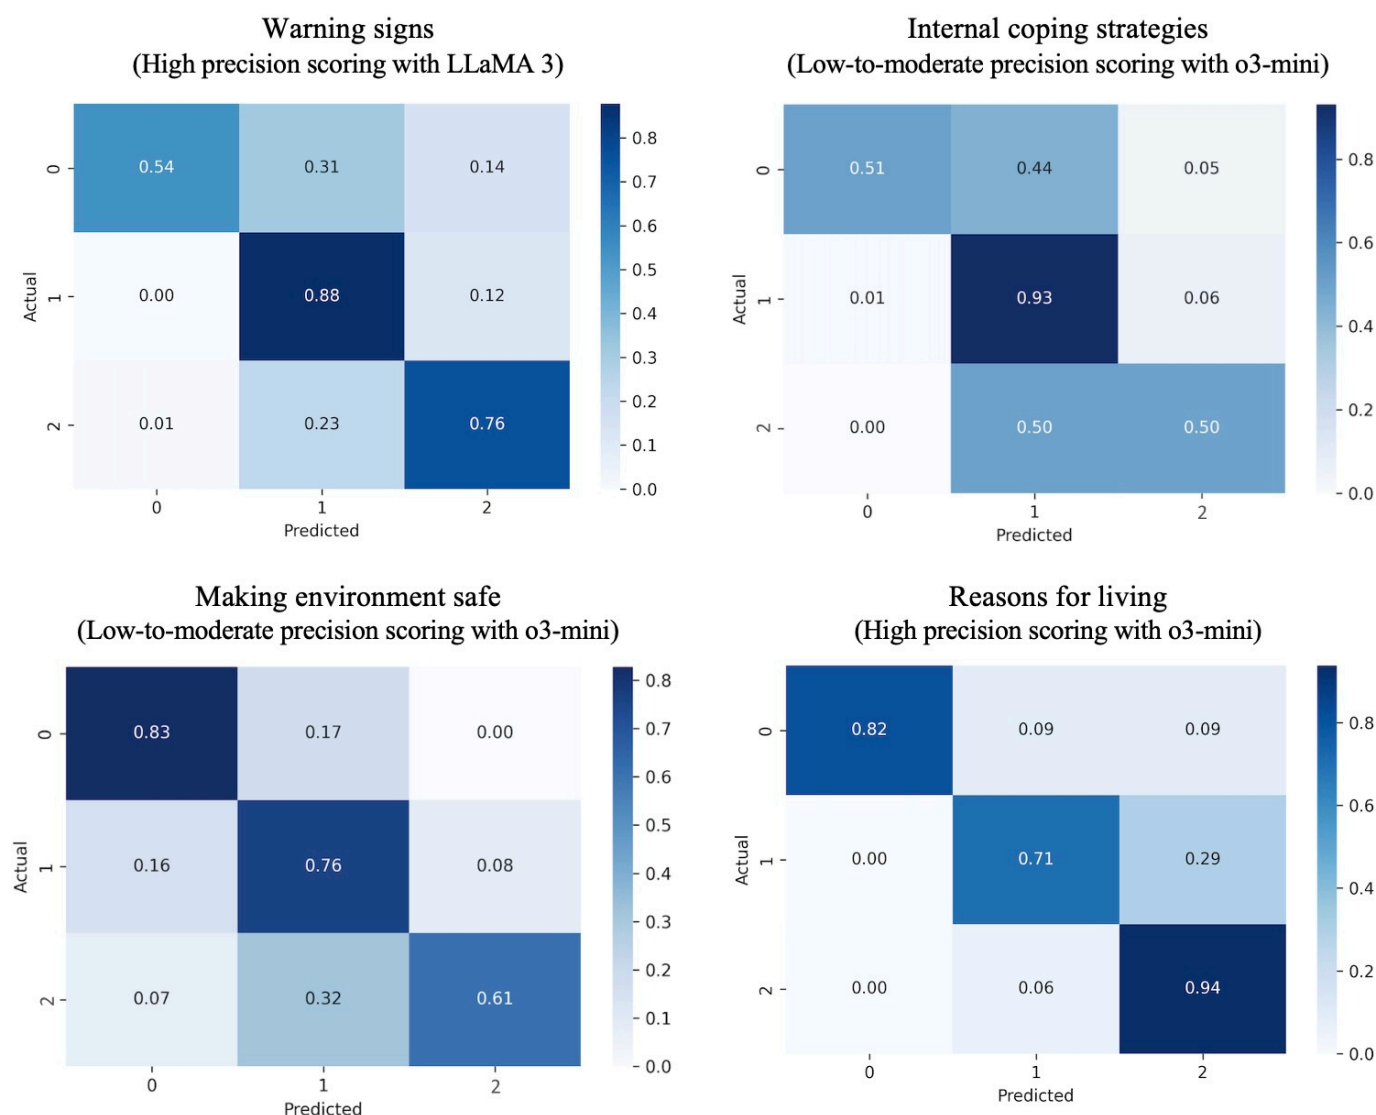 Warning signs
(High precision scoring with LLaMA 3)
0.54 0.31 0.14
0.00 0.88 0.12
0.01 0.23 0.76
0
1
2
Actual
0 1 2
Predicted
0.8
0.7
0.6
0.5
0.4
0.3
0.2
0.1
0.0
Internal coping strategies
(Low-to-moderate precision scoring with o3-mini)
0.51 0.44 0.05
0.01 0.93 0.06
0.00 0.50 0.50
0
1
2
Actual
0 1 2
Predicted
0.8
0.6
0.4
0.2
0.0
Making environment safe
(Low-to-moderate precision scoring with o3-mini)
0.83 0.17 0.00
0.16 0.76 0.08
0.07 0.32 0.61
0
1
2
Actual
0 1 2
Predicted
0.8
0.7
0.6
0.5
0.4
0.3
0.2
0.1
0.0
Reasons for living
(High precision scoring with o3-mini)
0.82 0.09 0.09
0.00 0.71 0.29
0.00 0.06 0.94
0
1
2
Actual
0 1 2
Predicted
0.8
0.6
0.4
0.2
0.0